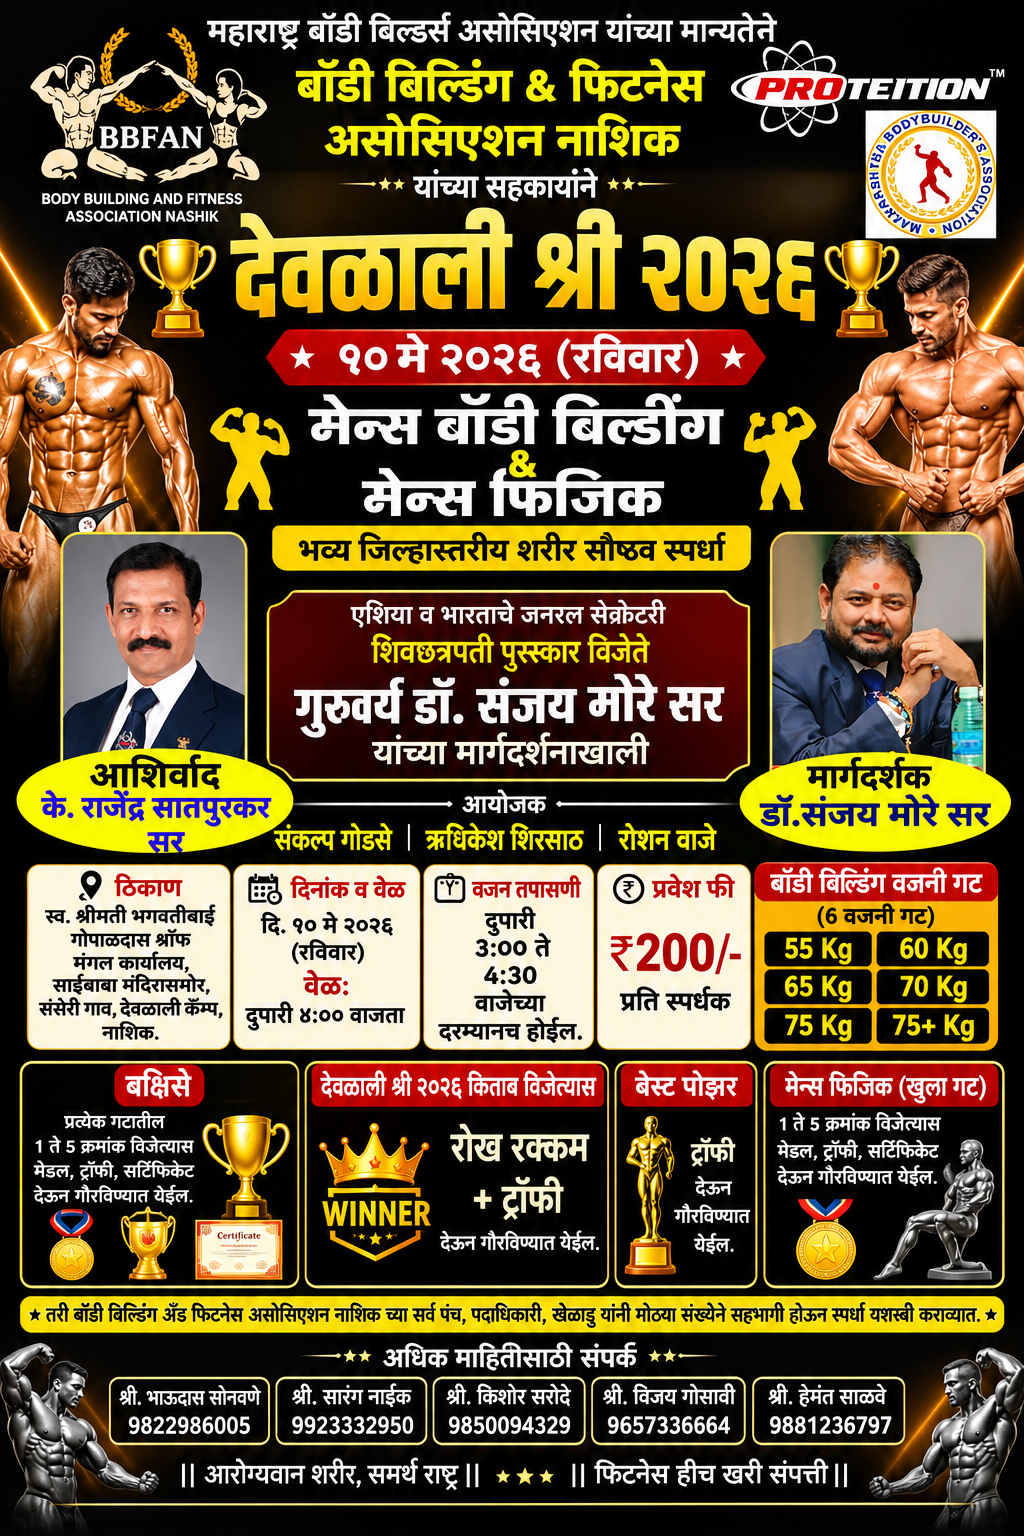 महाराष्ट्र बॉडी बिल्डर्स असोसिएशन यांच्या मान्यतेने
बॉडी बिल्डिंग & फिटनेस
असोसिएशन नाशिक
यांच्या सहकार्याने
BBFAN
BODY BUILDING AND FITNESS
ASSOCIATION NASHIK
PROTEITION™
MAHARASHTRA BODYBUILDER'S ASSOCIATION
देवळाली श्री २०२६
१० मे २०२६ (रविवार)
मेन्स बॉडी बिल्डींग
&
मेन्स फिजिक
भव्य जिल्हास्तरीय शरीर सौष्ठव स्पर्धा
एशिया व भारताचे जनरल सेक्रेटरी
शिवछत्रपती पुरस्कार विजेते
गुरुवर्य डॉ. संजय मोरे सर
यांच्या मार्गदर्शनाखाली
आशिर्वाद
के. राजेंद्र सातपुरकर
सर
मार्गदर्शक
डॉ.संजय मोरे सर
आयोजक
संकल्प गोडसे | ऋधिकेश शिरसाठ | रोशन वाजे
ठिकाण
स्व. श्रीमती भगवतीबाई
गोपाळदास श्रॉफ
मंगल कार्यालय,
साईबाबा मंदिरासमोर,
संसेरी गाव, देवळाली कॅम्प,
नाशिक.
दिनांक व वेळ
दि. १० मे २०२६
(रविवार)
वेळ:
दुपारी ४:०० वाजता
वजन तपासणी
दुपारी
3:00 ते
4:30
वाजेच्या
दरम्यानच होईल.
प्रवेश फी
₹200/-
प्रति स्पर्धक
बॉडी बिल्डिंग वजनी गट
(6 वजनी गट)
55 Kg 60 Kg
65 Kg 70 Kg
75 Kg 75+ Kg
बक्षिसे
प्रत्येक गटातील
1 ते 5 क्रमांक विजेत्यास
मेडल, ट्रॉफी, सर्टिफिकेट
देऊन गौरविण्यात येईल.
Certificate
देवळाली श्री २०२६ किताब विजेत्यास
WINNER
रोख रक्कम
+ ट्रॉफी
देऊन गौरविण्यात येईल.
बेस्ट पोझर
ट्रॉफी
देऊन
गौरविण्यात
येईल.
मेन्स फिजिक (खुला गट)
1 ते 5 क्रमांक विजेत्यास
मेडल, ट्रॉफी, सर्टिफिकेट
देऊन गौरविण्यात येईल.
★ तरी बॉडी बिल्डिंग अँड फिटनेस असोसिएशन नाशिक च्या सर्व पंच, पदाधिकारी, खेळाडु यांनी मोठया संख्येने सहभागी होऊन स्पर्धा यशस्वी कराव्यात. ★
अधिक माहितीसाठी संपर्क
श्री. भाऊदास सोनवणे
9822986005
श्री. सारंग नाईक
9923332950
श्री. किशोर सरोदे
9850094329
श्री. विजय गोसावी
9657336664
श्री. हेमंत साळवे
9881236797
|| आरोग्यवान शरीर, समर्थ राष्ट्र || ★ ★ ★ || फिटनेस हीच खरी संपत्ती ||